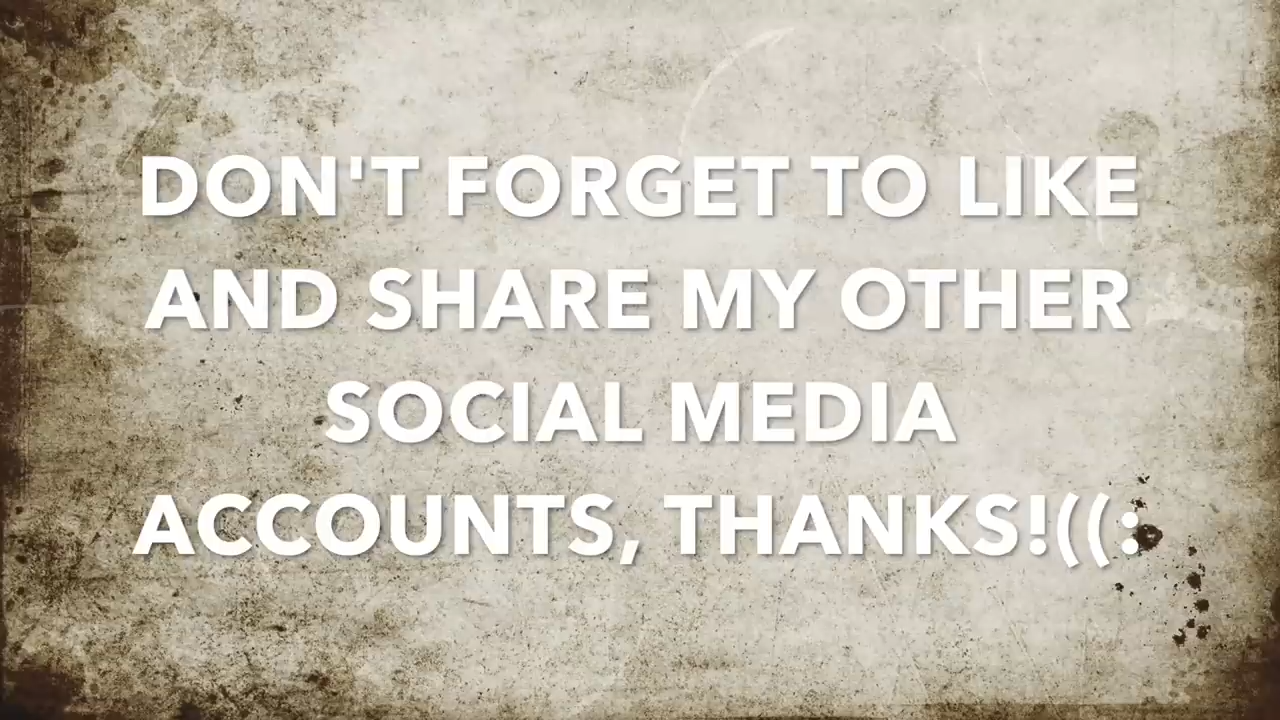 DON'T FORGET TO LIKE
AND SHARE MY OTHER
SOCIAL MEDIA
ACCOUNTS, THANKS!((: